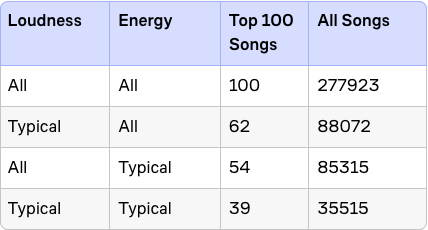 Loudness Energy Top 100 Songs All Songs
All All 100 277923
Typical All 62 88072
All Typical 54 85315
Typical Typical 39 35515